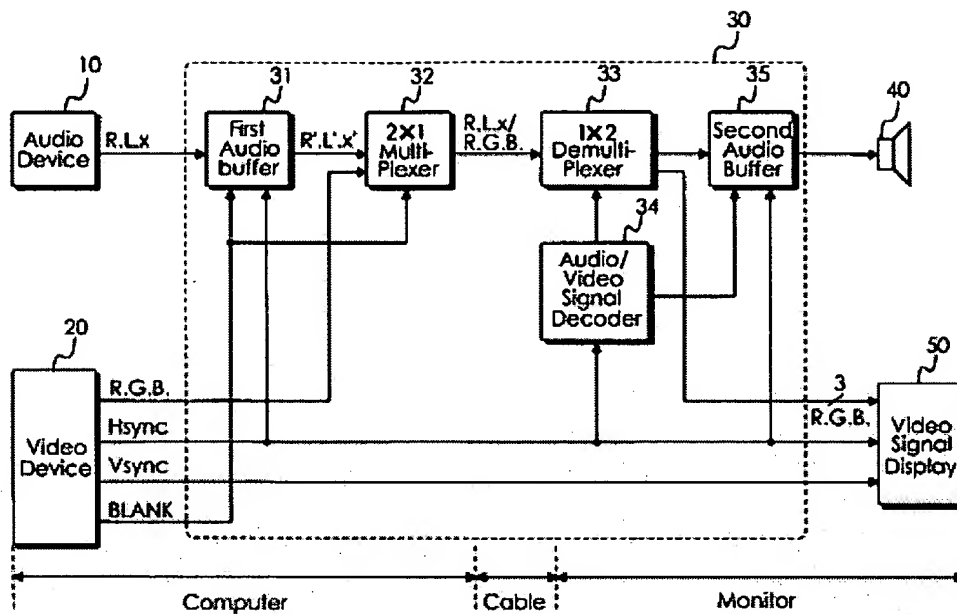 30
10
31
32
33
35
40
Audio
Device
R.L.x
First
Audio
buffer
R'.L'.x'
2X1
Multi-
Plexer
R.L.x/
R.G.B.
1X2
Demulti-
Plexer
Second
Audio
Buffer
34
Audio/
Video
Signal
Decoder
20
Video
Device
R.G.B.
Hsync
Vsync
BLANK
3
R.G.B.
50
Video
Signal
Display
Computer
Cable
Monitor